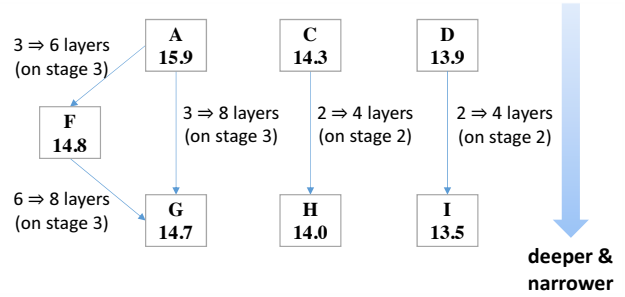 A
15.9
C
14.3
D
13.9
3 ⇒ 6 layers
(on stage 3)
F
14.8
3 ⇒ 8 layers
(on stage 3)
2 ⇒ 4 layers
(on stage 2)
2 ⇒ 4 layers
(on stage 2)
6 ⇒ 8 layers
(on stage 3)
G
14.7
H
14.0
I
13.5
deeper &
narrower